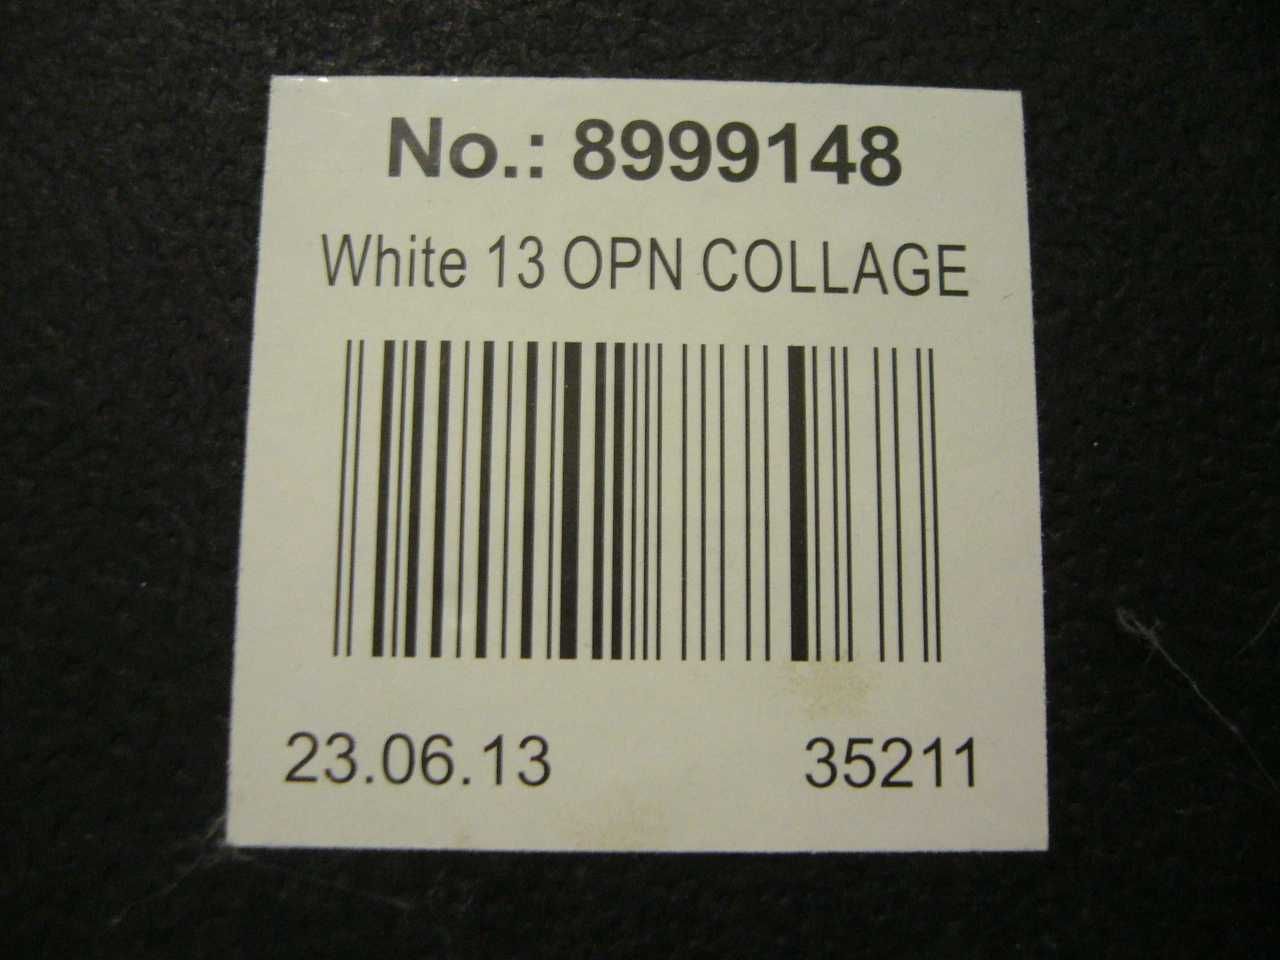 No.: 8999148
White 13 OPN COLLAGE
23.06.13 35211